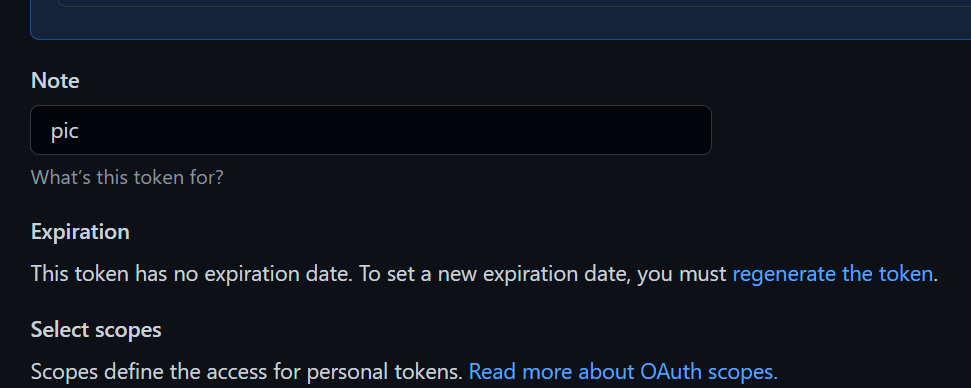 Note
pic
What's this token for?
Expiration
This token has no expiration date. To set a new expiration date, you must regenerate the token.
Select scopes
Scopes define the access for personal tokens. Read more about OAuth scopes.